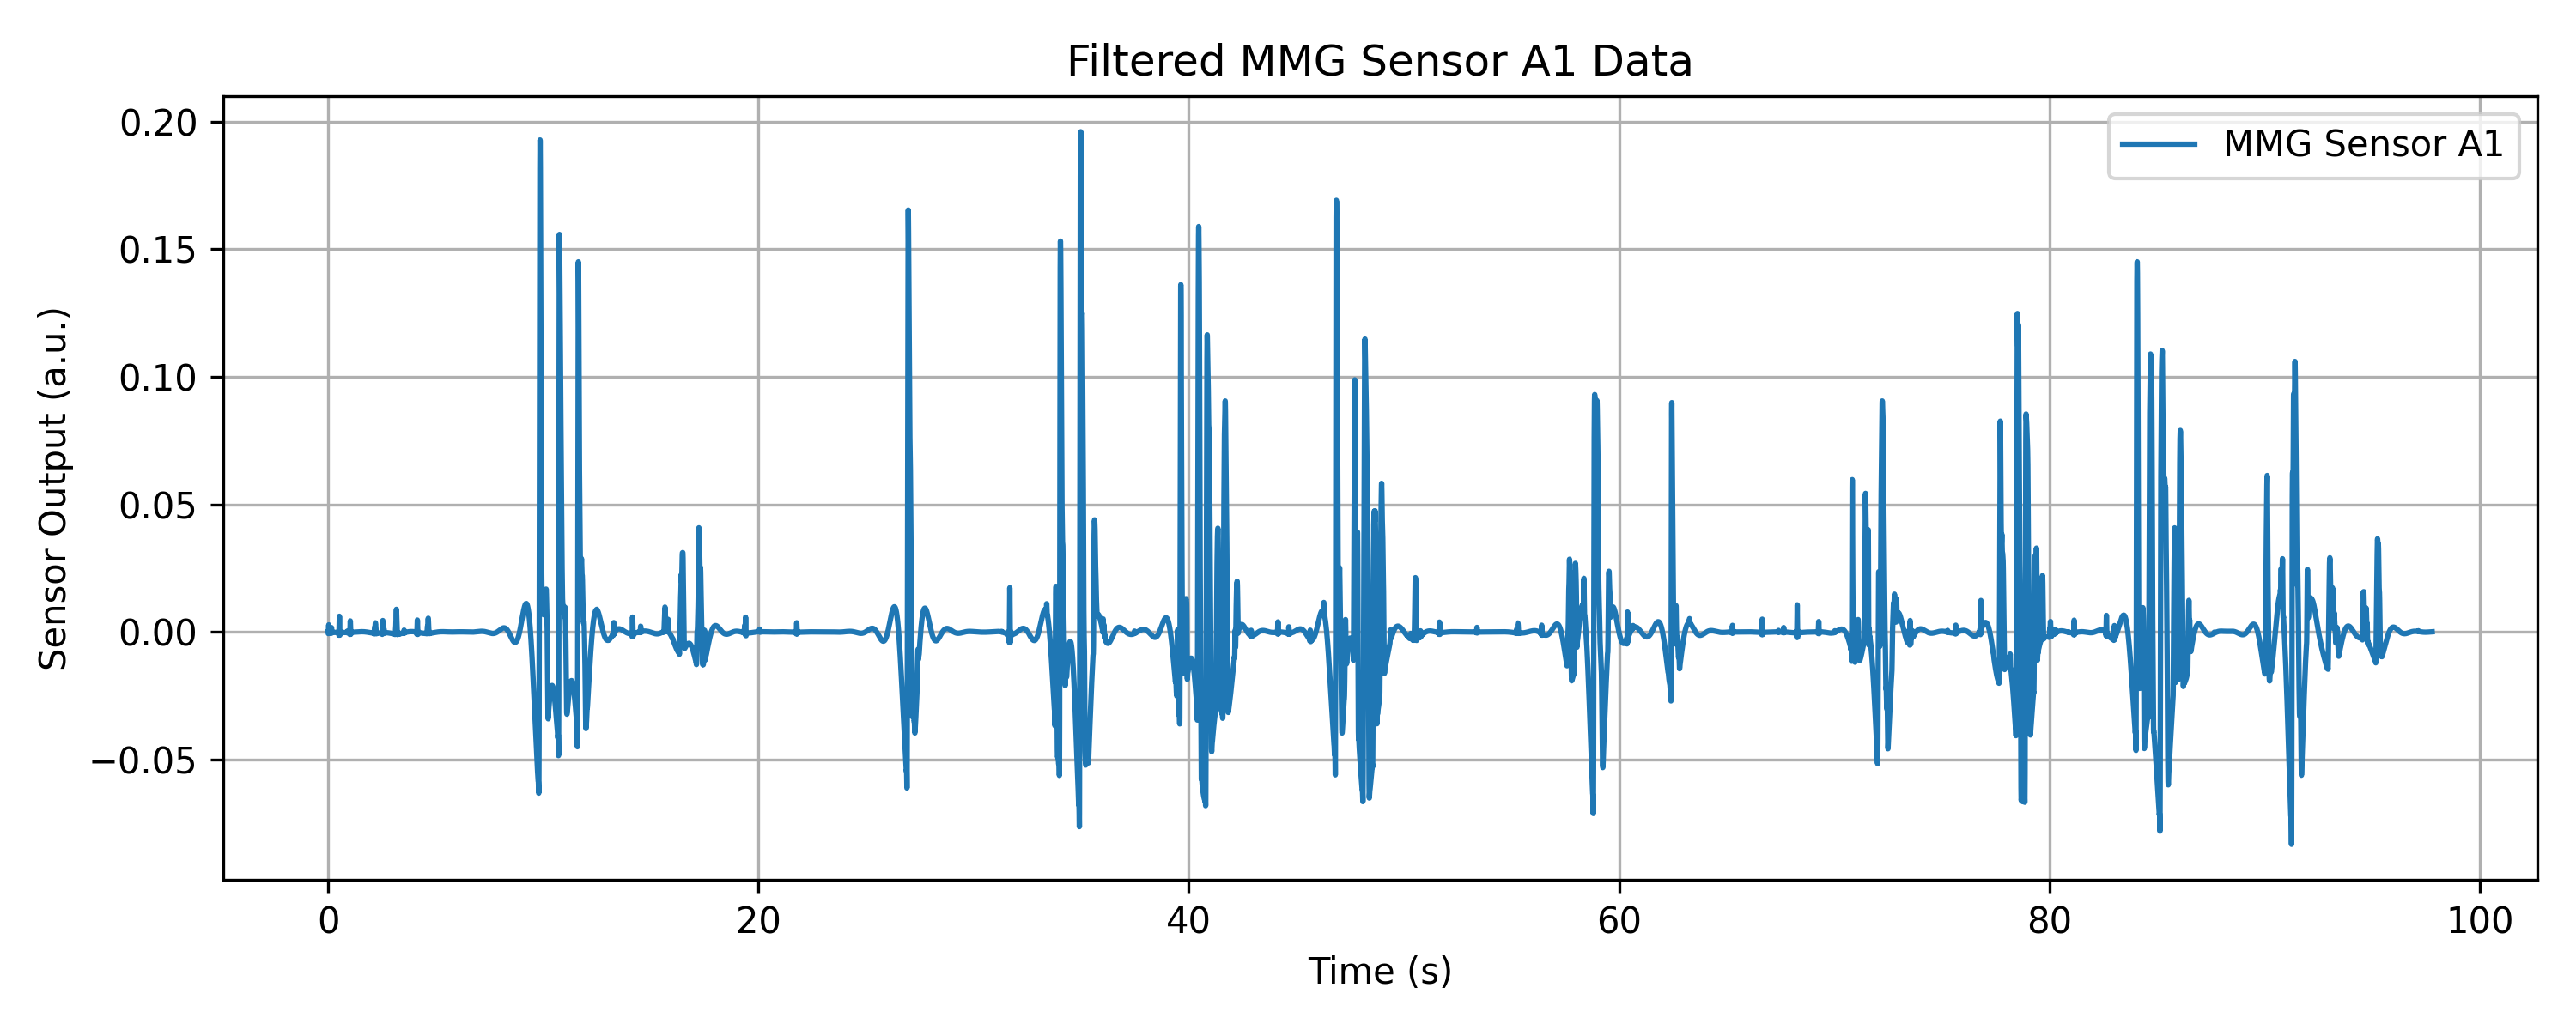 Filtered MMG Sensor A1 Data
MMG Sensor A1
Sensor Output (a.u.)
0.20
0.15
0.10
0.05
0.00
−0.05
0 20 40 60 80 100
Time (s)